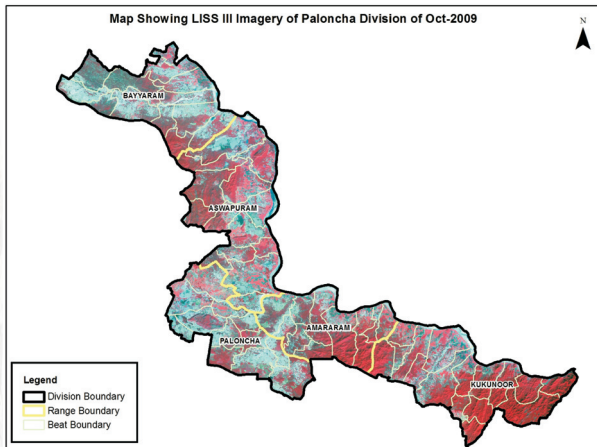 Map Showing LISS III Imagery of Paloncha Division of Oct-2009
N
BAYYARAM
ASWAPURAM
PALONCHA
AMARARAM
KUKUNOOR
Legend
Division Boundary
Range Boundary
Beat Boundary